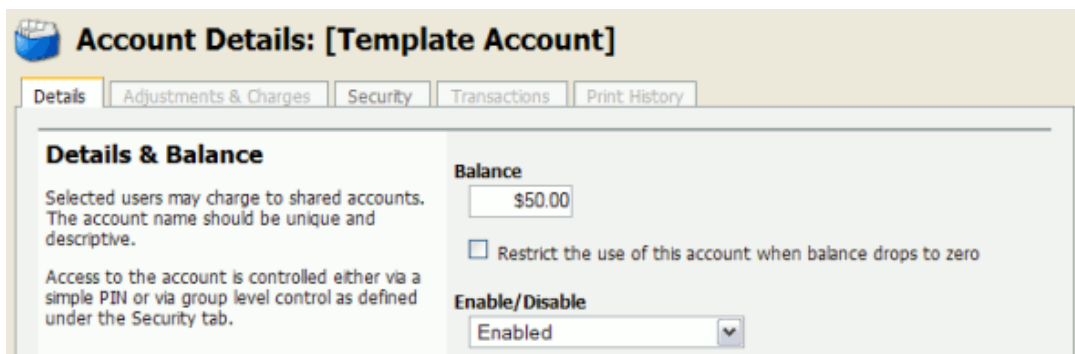 Account Details: [Template Account]
Details Adjustments & Charges Security Transactions Print History
Details & Balance
Selected users may charge to shared accounts.
The account name should be unique and
descriptive.
Access to the account is controlled either via a
simple PIN or via group level control as defined
under the Security tab.
Balance
$50.00
Restrict the use of this account when balance drops to zero
Enable/Disable
Enabled